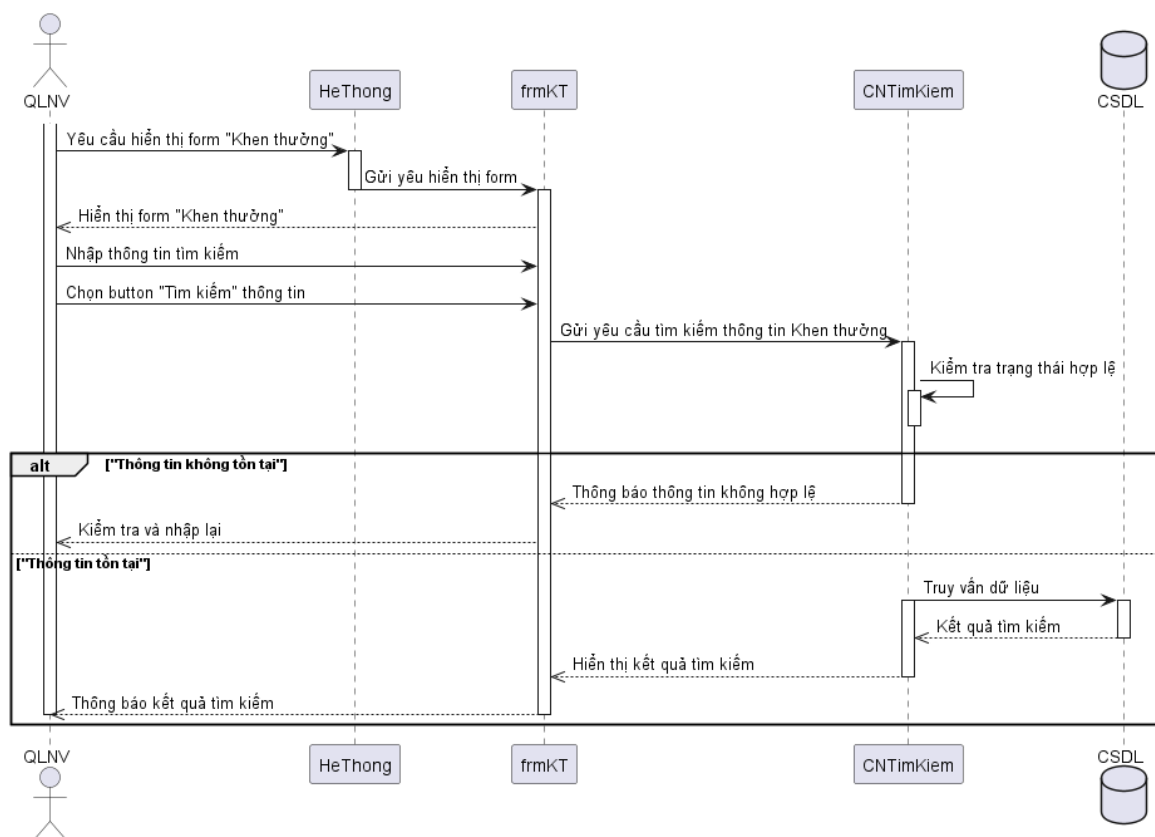 QLNV
HeThong
frmKT
CNTimKiem
CSDL
Yêu cầu hiển thị form "Khen thưởng"
Gửi yêu hiển thị form
Hiển thị form "Khen thưởng"
Nhập thông tin tìm kiếm
Chọn button "Tìm kiếm" thông tin
Gửi yêu cầu tìm kiếm thông tin Khen thưởng
Kiểm tra trạng thái hợp lệ
alt ["Thông tin không tồn tại"]
Thông báo thông tin không hợp lệ
Kiểm tra và nhập lại
["Thông tin tồn tại"]
Truy vấn dữ liệu
Kết quả tìm kiếm
Hiển thị kết quả tìm kiếm
Thông báo kết quả tìm kiếm
QLNV
HeThong
frmKT
CNTimKiem
CSDL